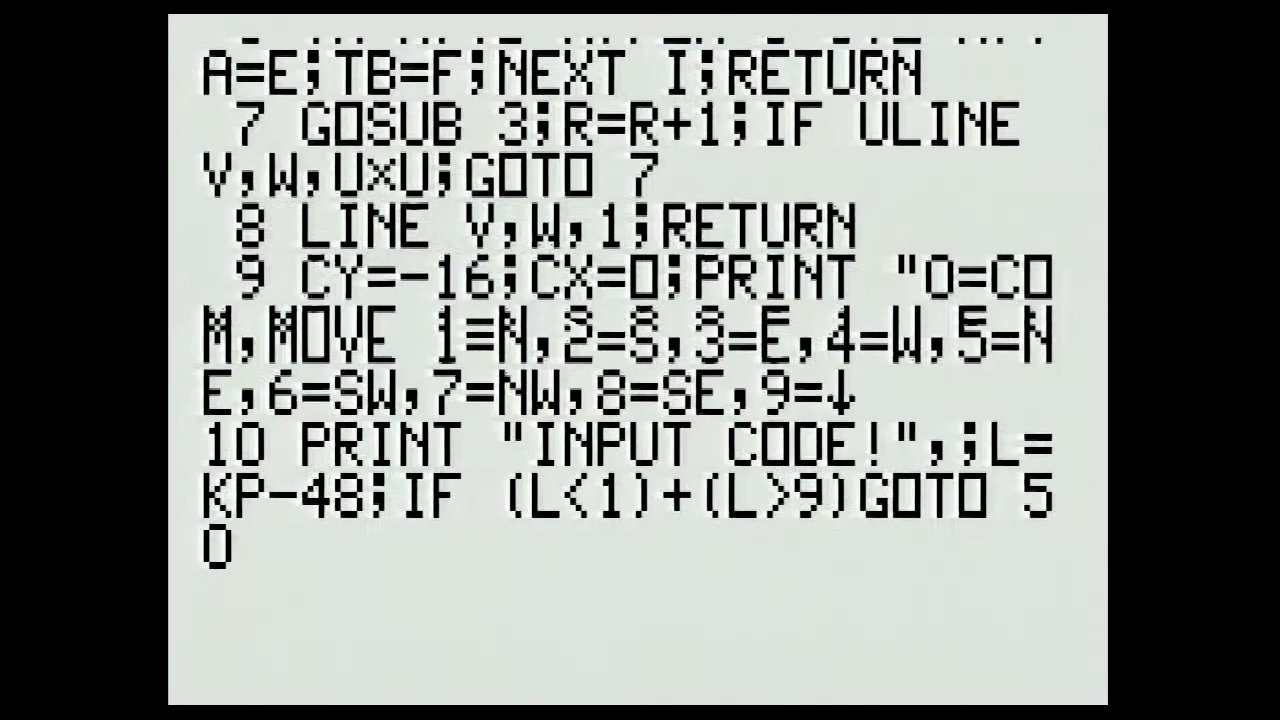 A=E;TB=F;NEXT I;RETURN
7 GOSUB 3;R=R+1;IF ULINE
V,W,U×U;GOTO 7
8 LINE V,W,1;RETURN
9 CY=-16;CX=0;PRINT "0=CO
M,MOVE 1=N,2=S,3=E,4=W,5=N
E,6=SW,7=NW,8=SE,9=↓
10 PRINT "INPUT CODE!",;L=
KP-48;IF (L<1)+(L>9)GOTO 5
0